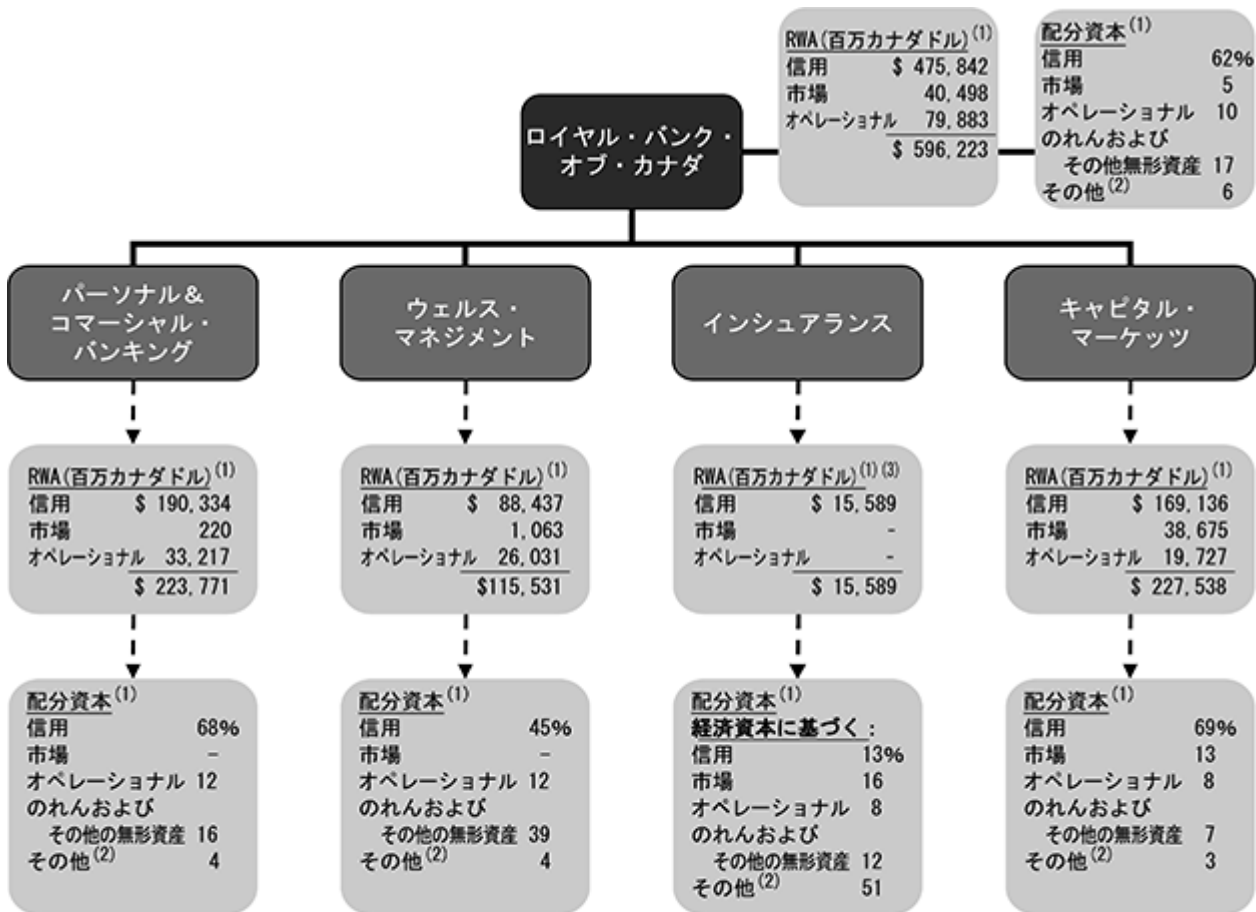 ロイヤル・バンク・
オブ・カナダ
RWA(百万カナダドル)(1)
信用 $ 475,842
市場 40,498
オペレーショナル 79,883
$ 596,223
配分資本(1)
信用 62%
市場 5
オペレーショナル 10
のれんおよび
その他無形資産 17
その他(2) 6
パーソナル&
コマーシャル・
バンキング
ウェルス・
マネジメント
インシュアランス
キャピタル・
マーケッツ
RWA(百万カナダドル)(1)
信用 $ 190,334
市場 220
オペレーショナル 33,217
$ 223,771
RWA(百万カナダドル)(1)
信用 $ 88,437
市場 1,063
オペレーショナル 26,031
$115,531
RWA(百万カナダドル)(1)(3)
信用 $ 15,589
市場 -
オペレーショナル -
$ 15,589
RWA(百万カナダドル)(1)
信用 $ 169,136
市場 38,675
オペレーショナル 19,727
$ 227,538
配分資本(1)
信用 68%
市場 -
オペレーショナル 12
のれんおよび
その他の無形資産 16
その他(2) 4
配分資本(1)
信用 45%
市場 -
オペレーショナル 12
のれんおよび
その他の無形資産 39
その他(2) 4
配分資本(1)
経済資本に基づく:
信用 13%
市場 16
オペレーショナル 8
のれんおよび
その他の無形資産 12
その他(2) 51
配分資本(1)
信用 69%
市場 13
オペレーショナル 8
のれんおよび
その他の無形資産 7
その他(2) 3